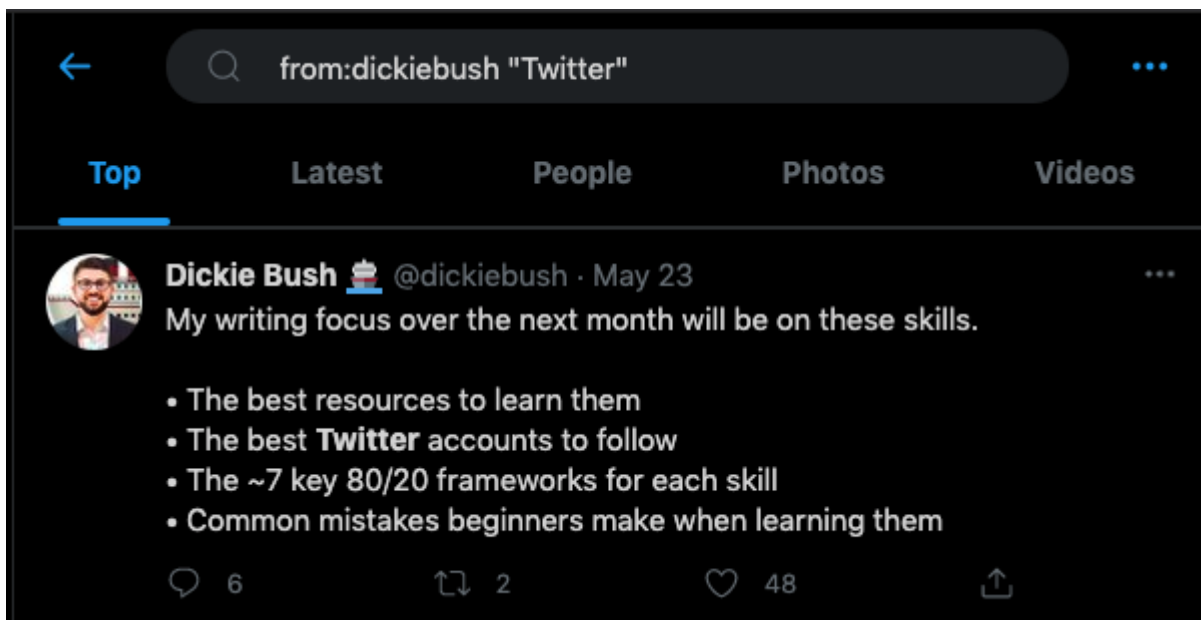 from:dickiebush "Twitter"
Top Latest People Photos Videos
Dickie Bush 🚢 @dickiebush · May 23
My writing focus over the next month will be on these skills.
• The best resources to learn them
• The best Twitter accounts to follow
• The ~7 key 80/20 frameworks for each skill
• Common mistakes beginners make when learning them
6 2 48